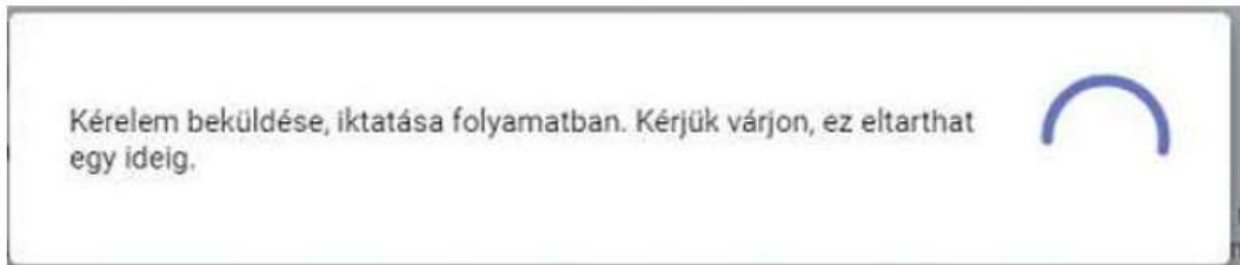 Kérelem beküldése, iktatása folyamatban. Kérjük várjon, ez eltarthat
egy ideig.